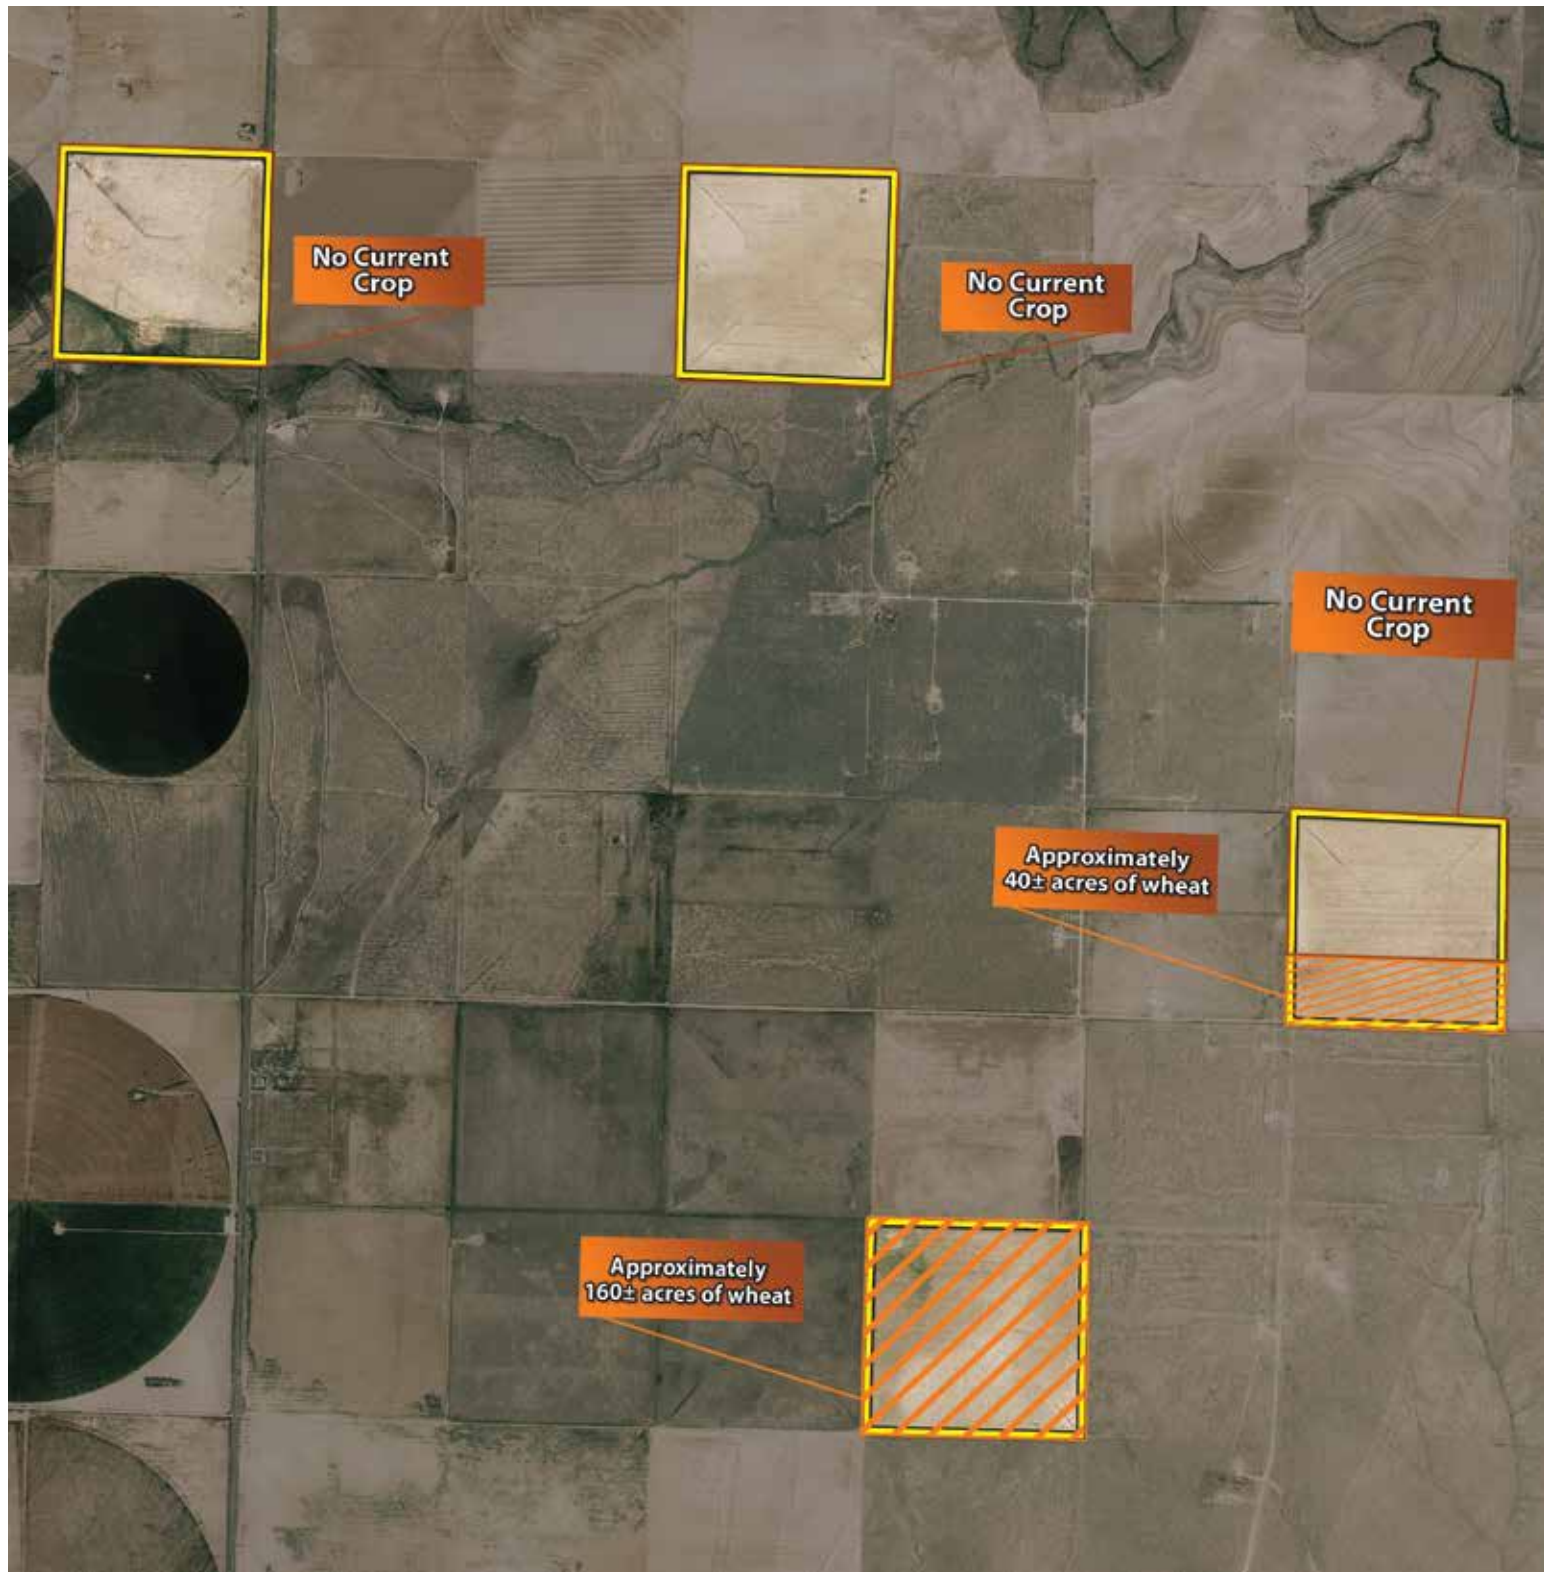 No Current
Crop
No Current
Crop
No Current
Crop
Approximately
40± acres of wheat
Approximately
160± acres of wheat